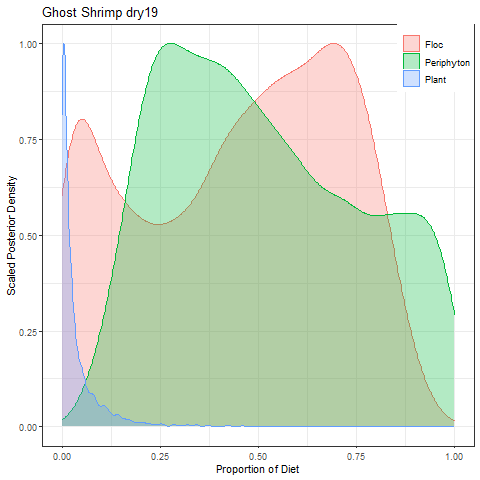 Ghost Shrimp dry19
Floc
Periphyton
Plant
1.00
0.75
0.50
0.25
0.00
Scaled Posterior Density
0.00 0.25 0.50 0.75 1.00
Proportion of Diet